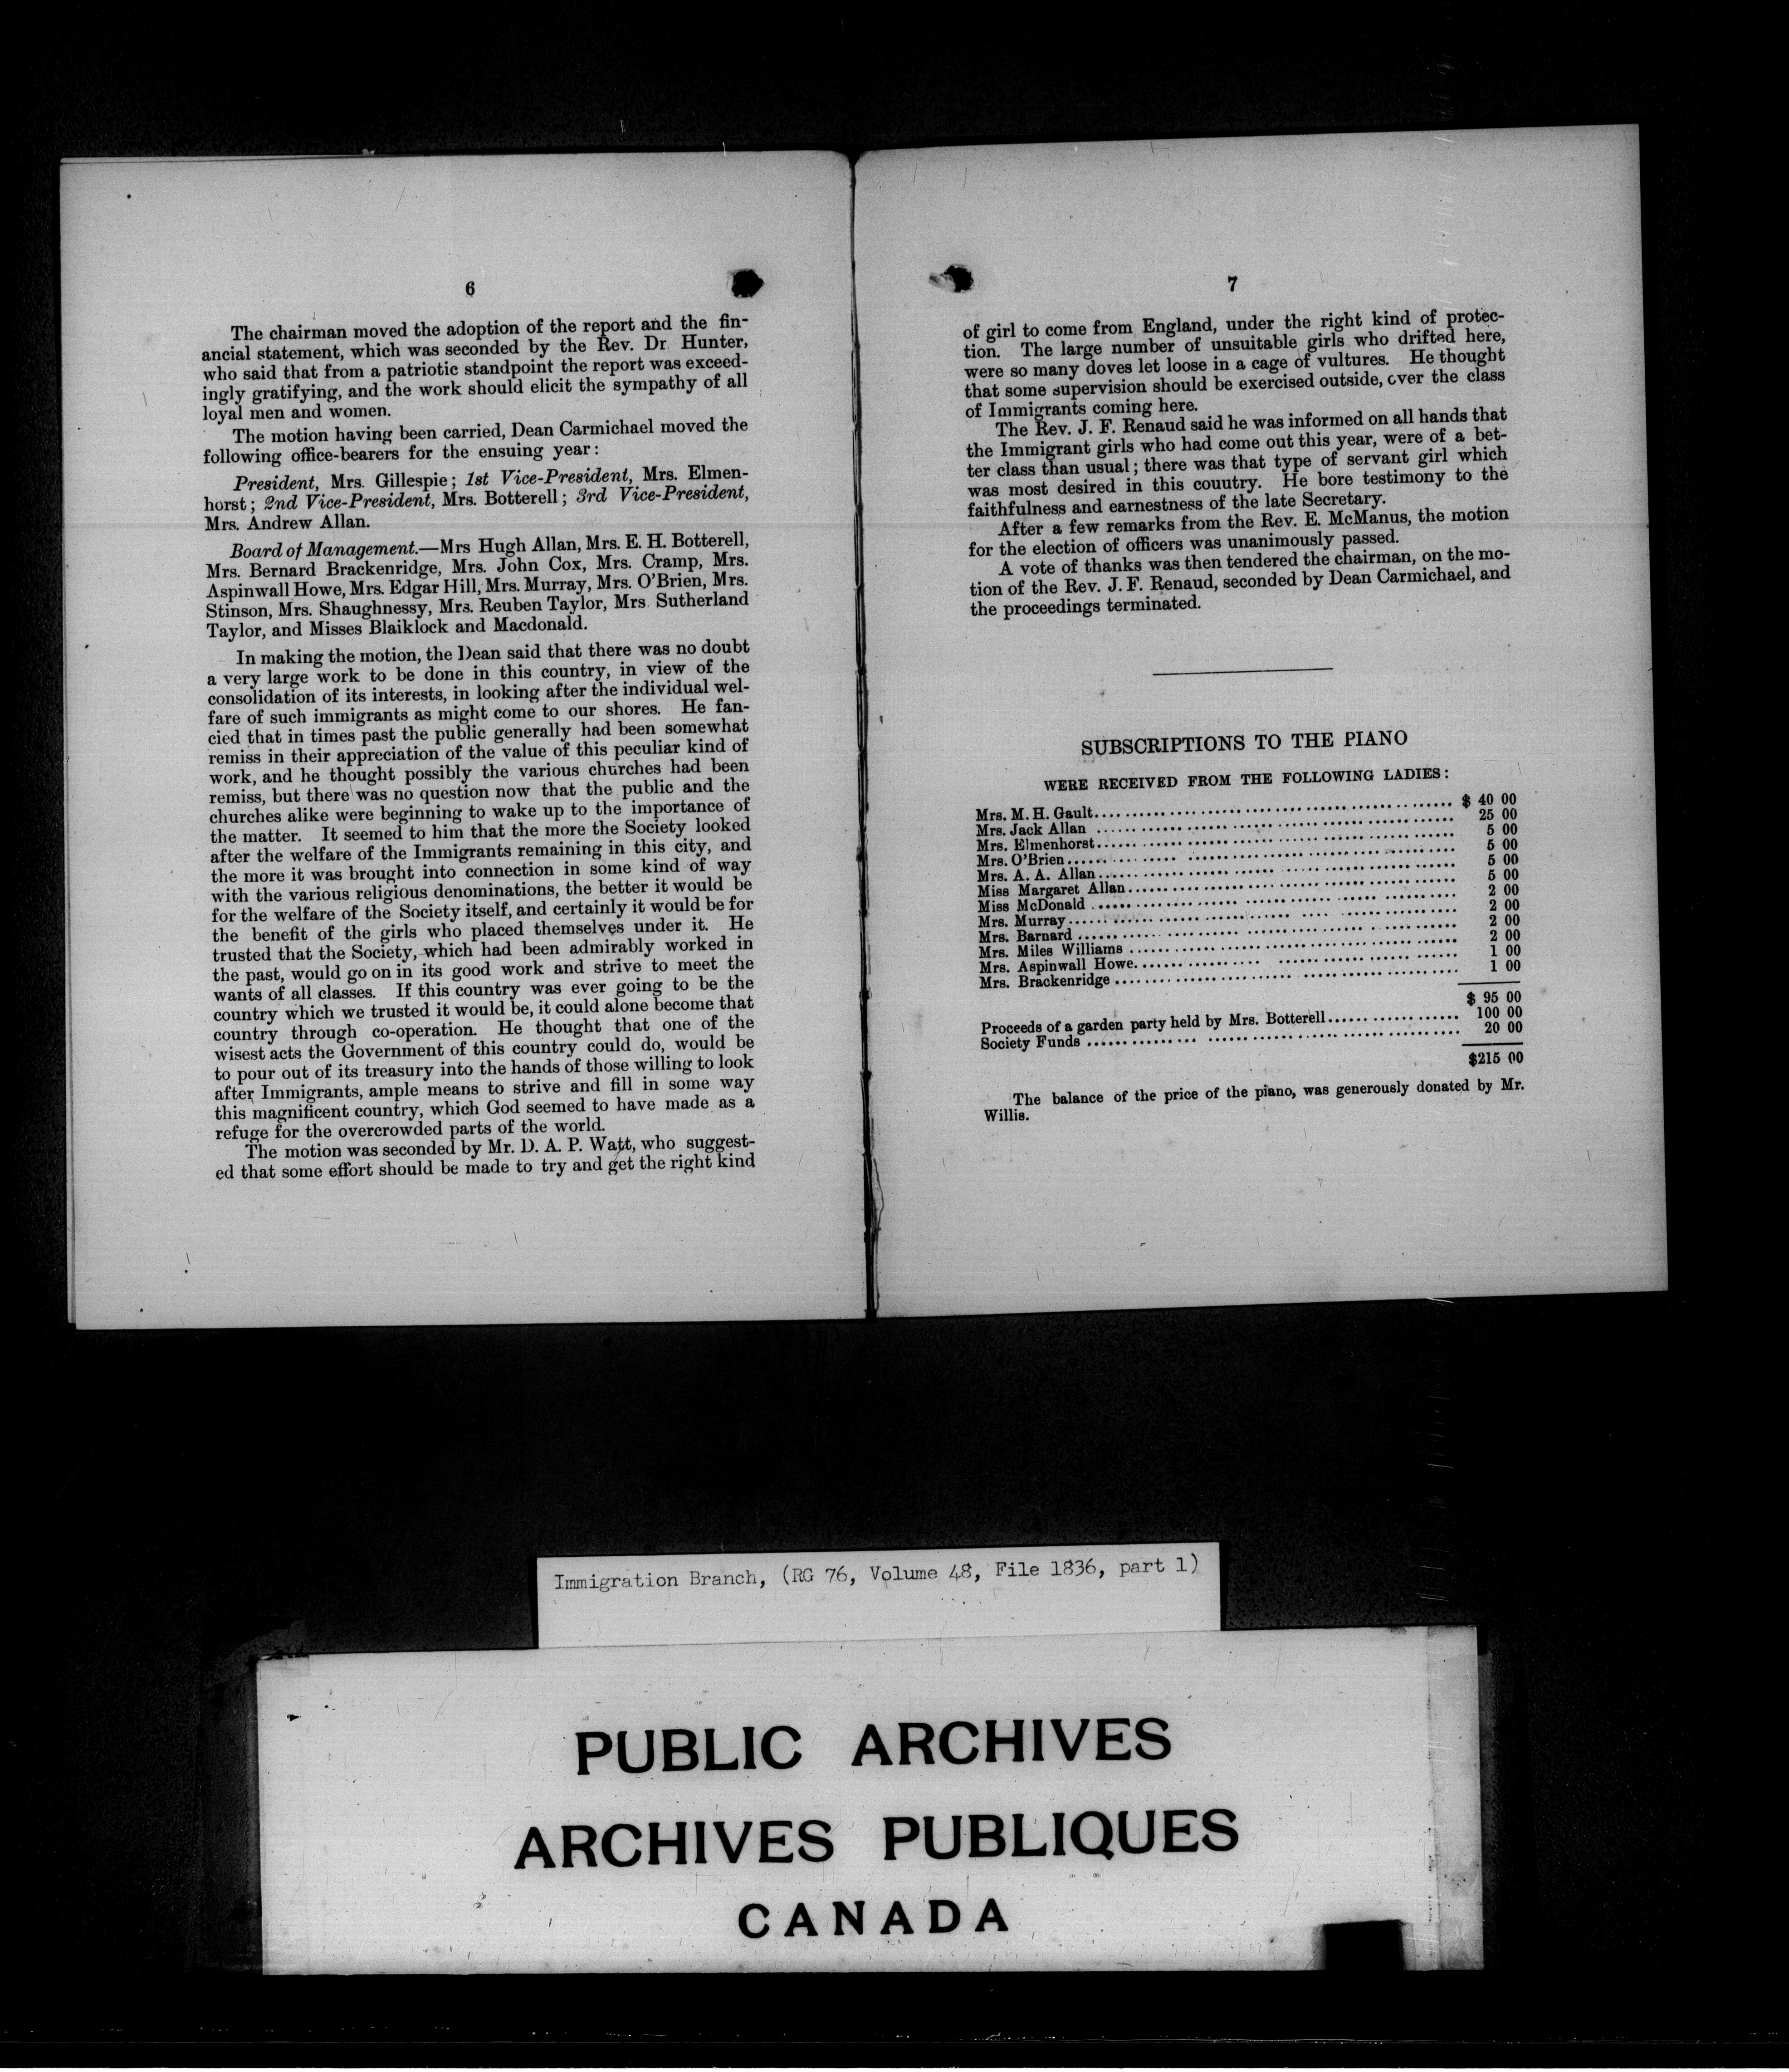 6
The chairman moved the adoption of the report and the fin-
ancial statement, which was seconded by the Rev. Dr. Hunter,
who said that from a patriotic standpoint the report was exceed-
ingly gratifying, and the work should elicit the sympathy of all
loyal men and women.
The motion having been carried, Dean Carmichael moved the
following office-bearers for the ensuing year:
President, Mrs. Gillespie; 1st Vice-President, Mrs. Elmen-
horst; 2nd Vice-President, Mrs. Botterell; 3rd Vice-President,
Mrs. Andrew Allan.
Board of Management.—Mrs Hugh Allan, Mrs. E. H. Botterell,
Mrs. Bernard Brackenridge, Mrs. John Cox, Mrs. Cramp, Mrs.
Aspinwall Howe, Mrs. Edgar Hill, Mrs. Murray, Mrs. O'Brien, Mrs.
Stinson, Mrs. Shaughnessy, Mrs. Reuben Taylor, Mrs. Sutherland
Taylor, and Misses Blaiklock and Macdonald.
In making the motion, the Dean said that there was no doubt
a very large work to be done in this country, in view of the
consolidation of its interests, in looking after the individual wel-
fare of such immigrants as might come to our shores. He fan-
cied that in times past the public generally had been somewhat
remiss in their appreciation of the value of this peculiar kind of
work, and he thought possibly the various churches had been
remiss, but there was no question now that the public and the
churches alike were beginning to wake up to the importance of
the matter. It seemed to him that the more the Society looked
after the welfare of the Immigrants remaining in this city, and
the more it was brought into connection in some kind of way
with the various religious denominations, the better it would be
for the welfare of the Society itself, and certainly it would be for
the benefit of the girls who placed themselves under it. He
trusted that the Society, which had been admirably worked in
the past, would go on in its good work and strive to meet the
wants of all classes. If this country was ever going to be the
country which we trusted it would be, it could alone become that
country through co-operation. He thought that one of the
wisest acts the Government of this country could do, would be
to pour out of its treasury into the hands of those willing to look
after Immigrants, ample means to strive and fill in some way
this magnificent country, which God seemed to have made as a
refuge for the overcrowded parts of the world.
The motion was seconded by Mr. D. A. P. Watt, who suggest-
ed that some effort should be made to try and get the right kind
7
of girl to come from England, under the right kind of protec-
tion. The large number of unsuitable girls who drifted here,
were so many doves let loose in a cage of vultures. He thought
that some supervision should be exercised outside, over the class
of Immigrants coming here.
The Rev. J. F. Renaud said he was informed on all hands that
the Immigrant girls who had come out this year, were of a bet-
ter class than usual; there was that type of servant girl which
was most desired in this couutry. He bore testimony to the
faithfulness and earnestness of the late Secretary.
After a few remarks from the Rev. E. McManus, the motion
for the election of officers was unanimously passed.
A vote of thanks was then tendered the chairman, on the mo-
tion of the Rev. J. F. Renaud, seconded by Dean Carmichael, and
the proceedings terminated.
SUBSCRIPTIONS TO THE PIANO
WERE RECEIVED FROM THE FOLLOWING LADIES:
Mrs. M. H. Gault.......... $ 40 00
Mrs. Jack Allan .......... 25 00
Mrs. Elmenhorst.......... 5 00
Mrs. O'Brien.......... 5 00
Mrs. A. A. Allan.......... 5 00
Miss Margaret Allan.......... 5 00
Miss McDonald .......... 2 00
Mrs. Murray.......... 2 00
Mrs. Barnard .......... 2 00
Mrs. Miles Williams .......... 2 00
Mrs. Aspinwall Howe.......... 1 00
Mrs. Brackenridge .......... 1 00
$ 95 00
Proceeds of a garden party held by Mrs. Botterell.......... 100 00
Society Funds .......... 20 00
$215 00
The balance of the price of the piano, was generously donated by Mr.
Willis.
Immigration Branch, (RG 76, Volume 48, File 1836, part 1)
PUBLIC ARCHIVES
ARCHIVES PUBLIQUES
CANADA